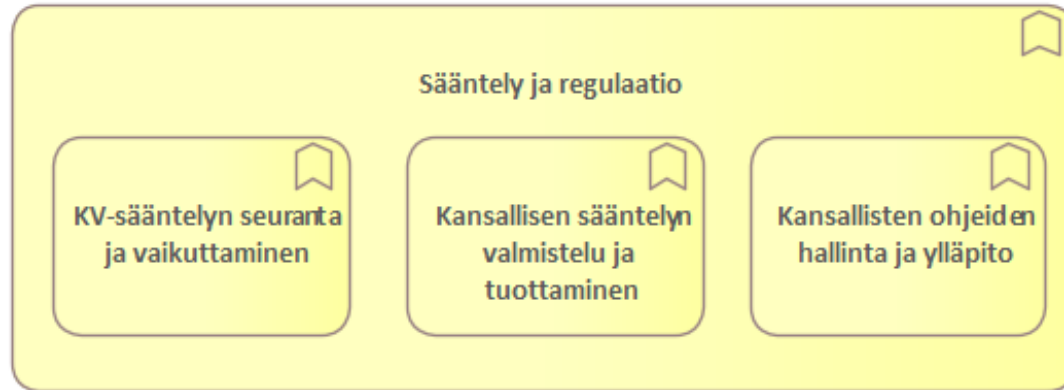 Sääntely ja regulaatio
KV-sääntelyn seuranta
ja vaikuttaminen
Kansallisen sääntelyn
valmistelu ja
tuottaminen
Kansallisten ohjeiden
hallinta ja ylläpito